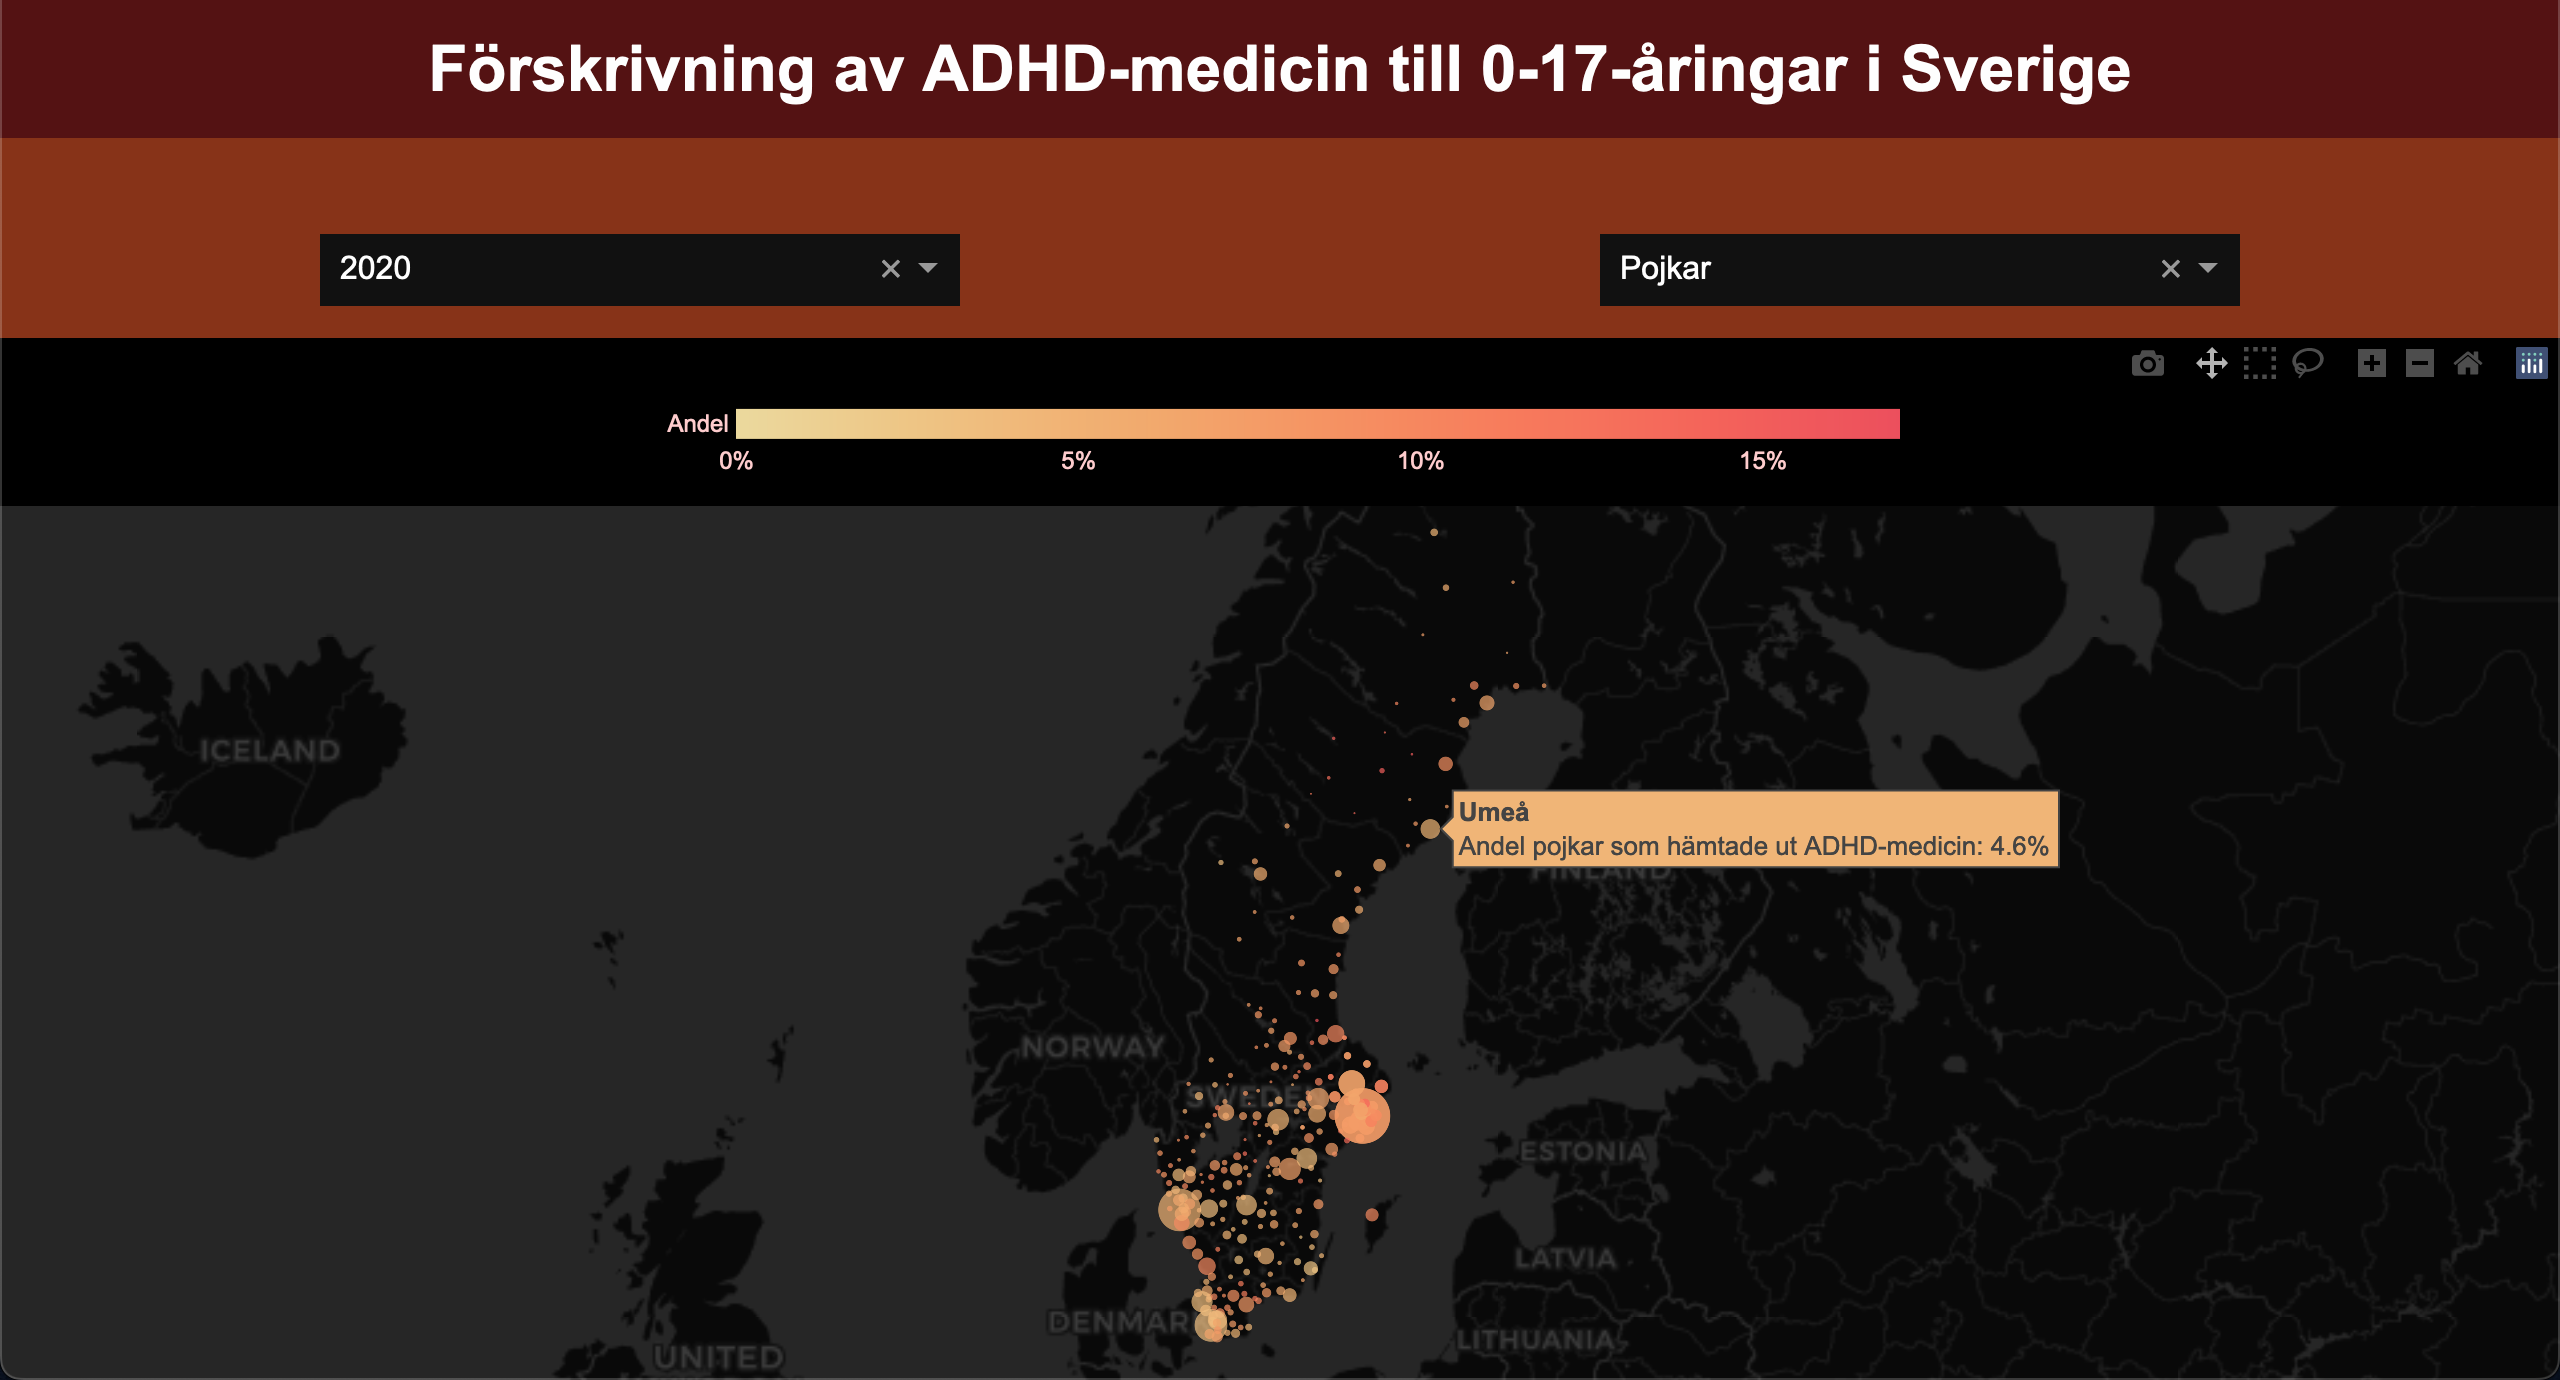 Förskrivning av ADHD-medicin till 0-17-åringar i Sverige
2020
Pojkar
Andel
0% 5% 10% 15%
ICELAND
Umeå
Andel pojkar som hämtade ut ADHD-medicin: 4.6%
FINLAND
NORWAY
SWEDEN
ESTONIA
LATVIA
DENMAR
LITHUANIA
UNITED